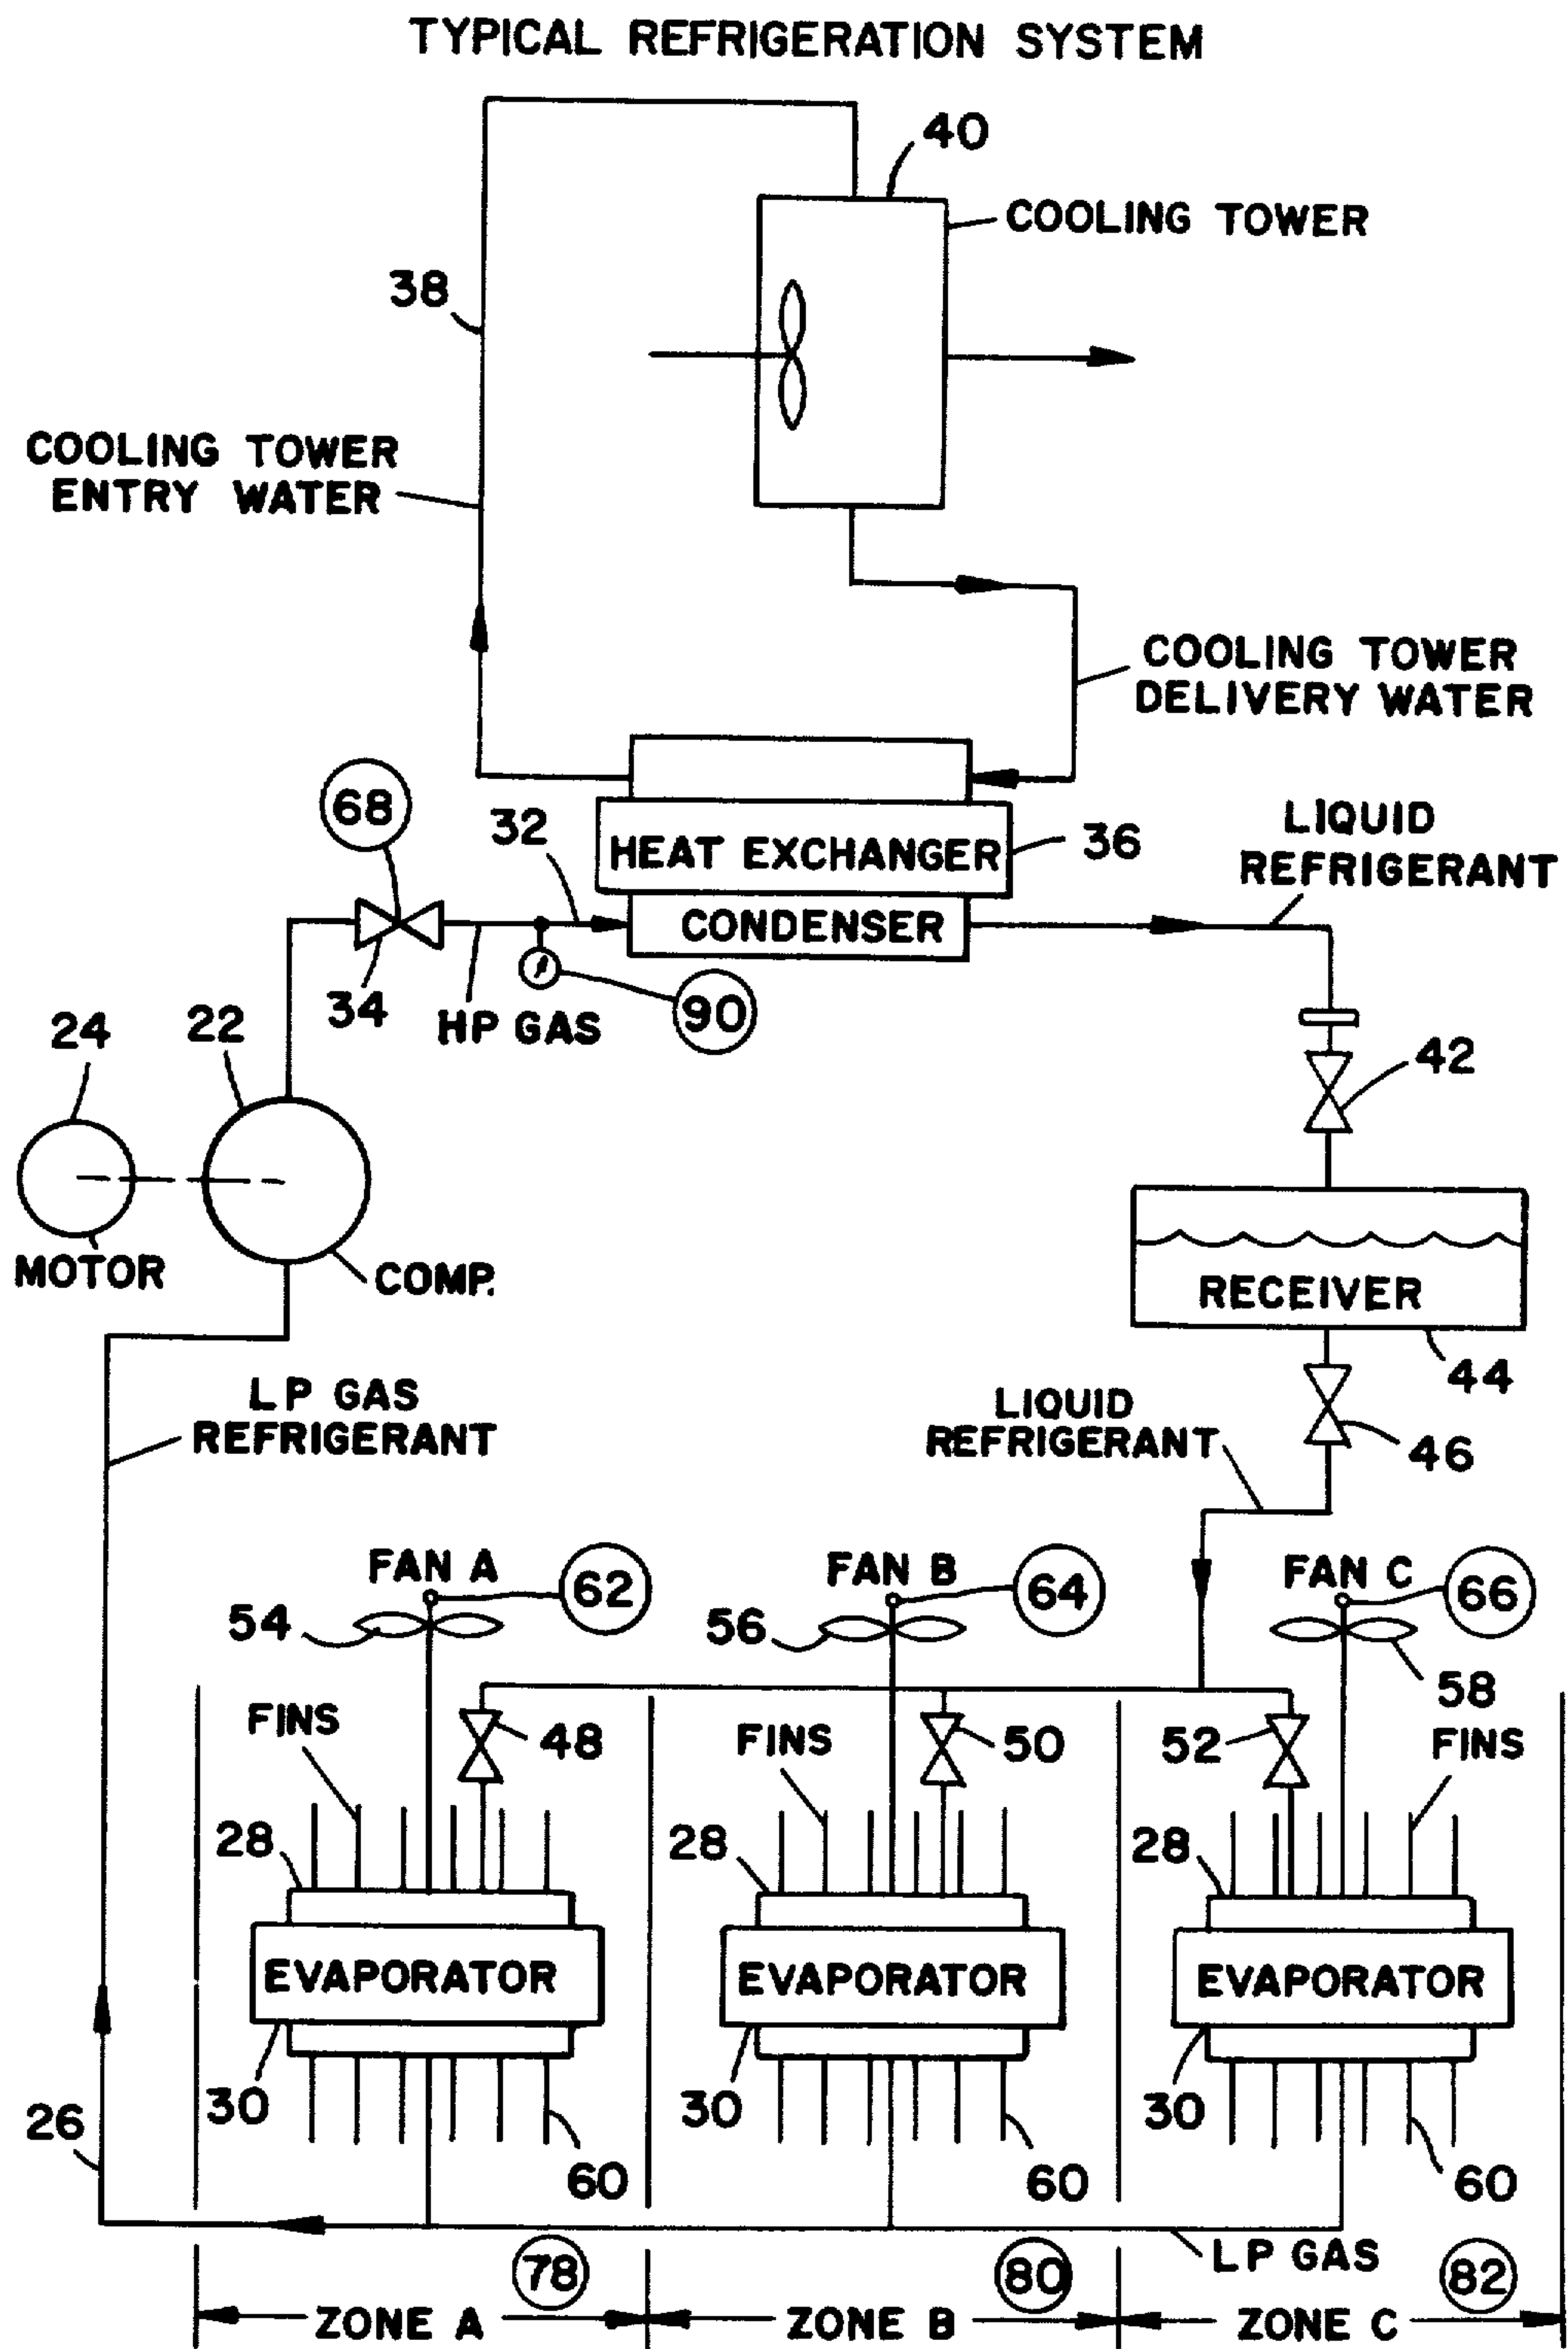 TYPICAL REFRIGERATION SYSTEM
40
COOLING TOWER
38
COOLING TOWER
ENTRY WATER
COOLING TOWER
DELIVERY WATER
68
32
HEAT EXCHANGER
36
LIQUID
REFRIGERANT
CONDENSER
34
HP GAS
90
24
22
42
MOTOR
COMP.
RECEIVER
44
LP GAS
REFRIGERANT
LIQUID
REFRIGERANT
46
FAN A
62
FAN B
64
FAN C
66
54
56
58
FINS
48
FINS
50
52
FINS
28
28
28
EVAPORATOR
EVAPORATOR
EVAPORATOR
30
30
30
26
60
60
60
LP GAS
78
80
82
ZONE A
ZONE B
ZONE C